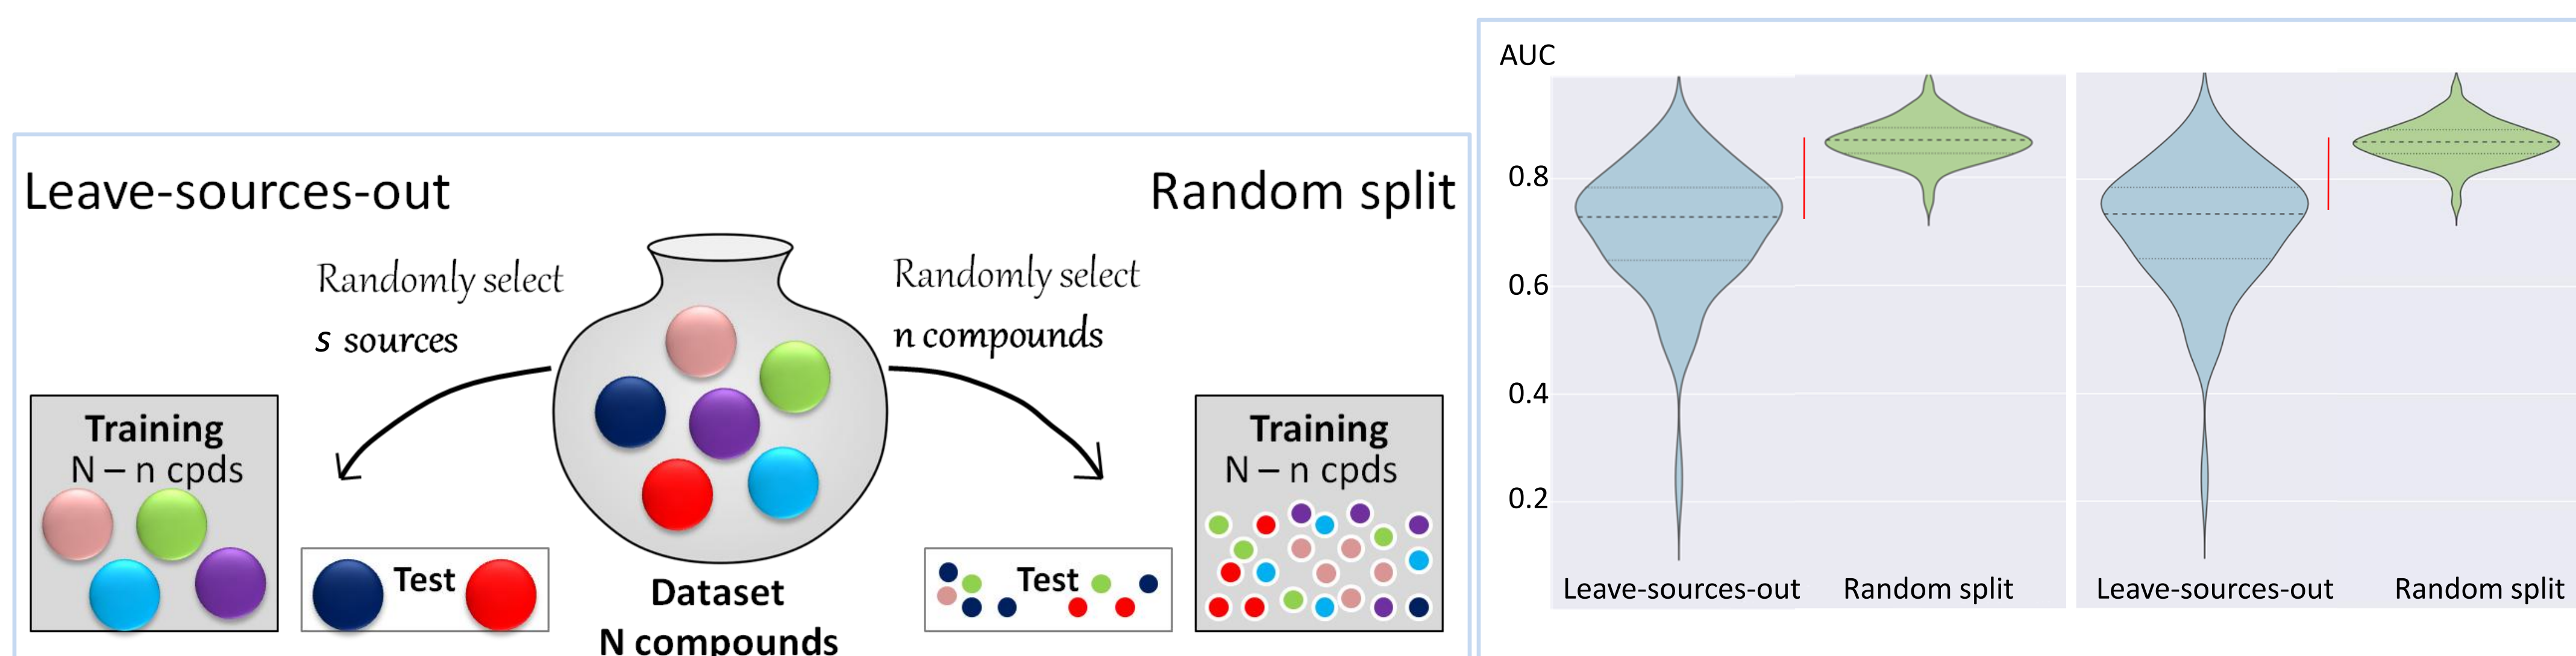 Leave-sources-out
Random split
Randomly select
s sources
Randomly select
n compounds
Training
N – n cpds
Test
Dataset
N compounds
Test
Training
N – n cpds
AUC
0.8
0.6
0.4
0.2
Leave-sources-out
Random split
Leave-sources-out
Random split